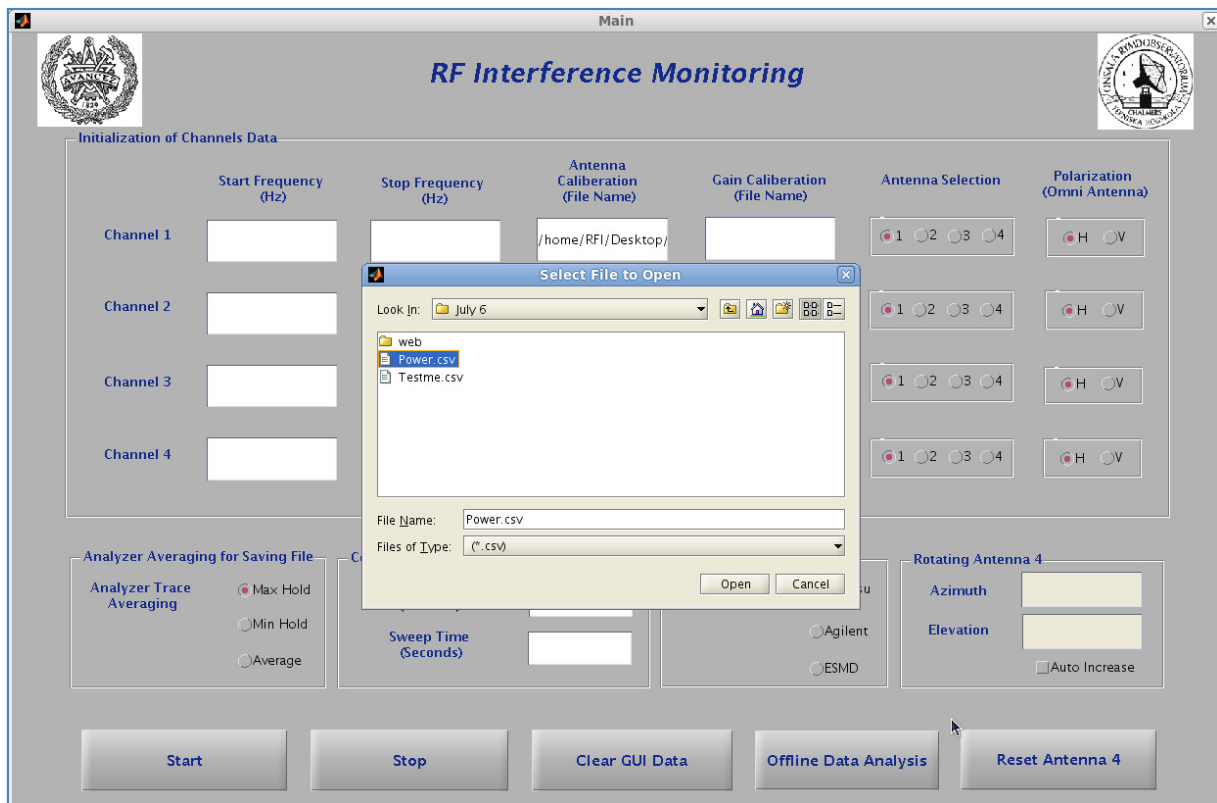 Main
RF Interference Monitoring
AVANCEZ
1829
CHALMERS
Initialization of Channels Data
Start Frequency
(Hz)
Stop Frequency
(Hz)
Antenna
Caliberation
(File Name)
Gain Caliberation
(File Name)
Antenna Selection
Polarization
(Omni Antenna)
Channel 1
/home/RFI/Desktop/
1 2 3 4
H V
Select File to Open
Look In: July 6
Channel 2
1 2 3 4
H V
web
Power.csv
Testme.csv
Channel 3
1 2 3 4
H V
Channel 4
1 2 3 4
H V
File Name: Power.csv
Files of Type: (*.csv)
Open Cancel
Analyzer Averaging for Saving File
Analyzer Trace
Averaging
Max Hold
Min Hold
Average
Sweep Time
(Seconds)
su
Agilent
ESMD
Rotating Antenna 4
Azimuth
Elevation
Auto Increase
Start
Stop
Clear GUI Data
Offline Data Analysis
Reset Antenna 4